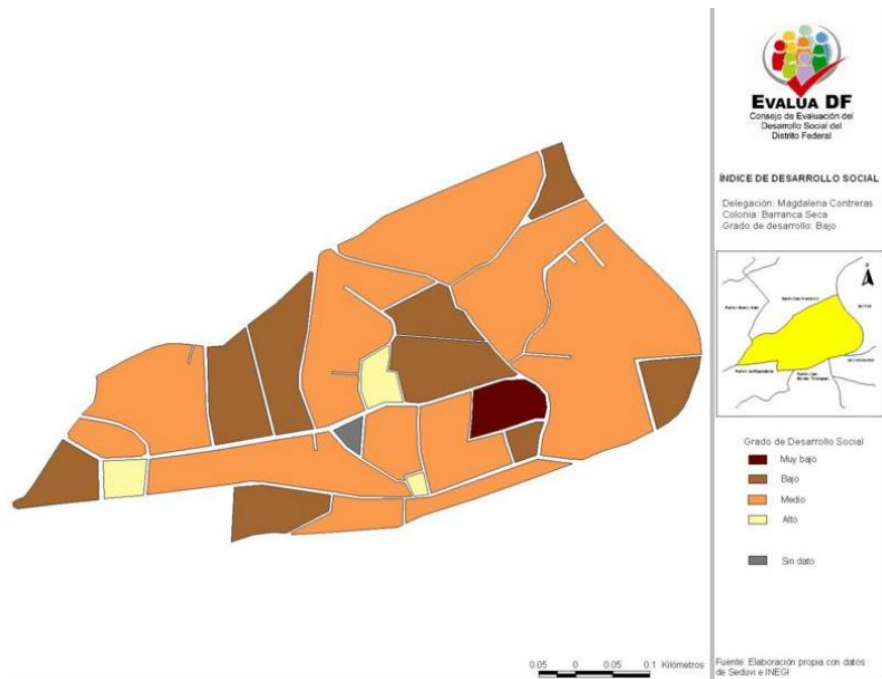 EVALUA DF
Consejo de Evaluación del
Desarrollo Social del
Distrito Federal
ÍNDICE DE DESARROLLO SOCIAL
Delegación: Magdalena Contreras
Colonia: Barranca Seca
Grado de desarrollo: Bajo
Grado de Desarrollo Social
Muy bajo
Bajo
Medio
Alto
Sin dato
0.05 0 0.05 0.1 Kilómetros
Fuente. Elaboración propia con datos
de Seduvi e INEGI